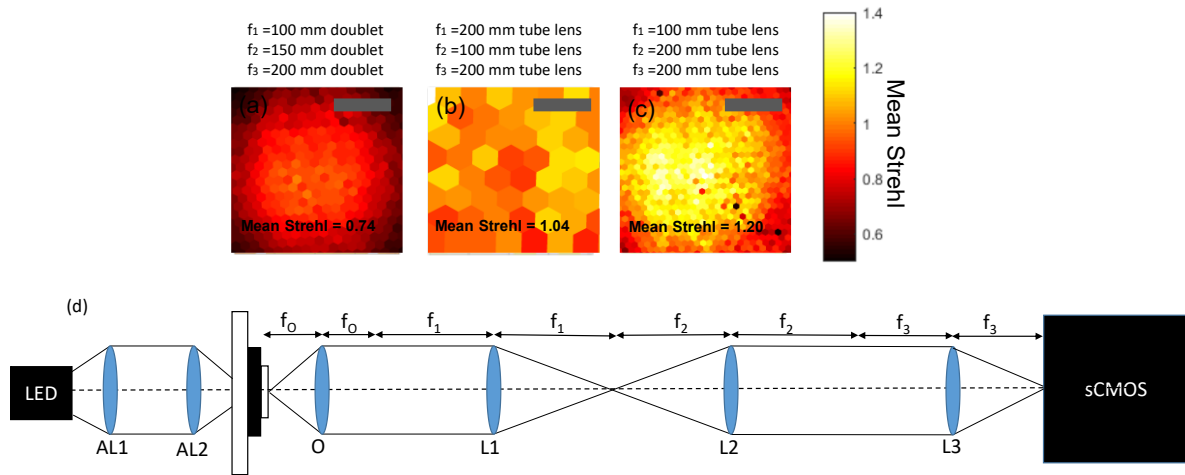 f₁ =100 mm doublet
f₂ =150 mm doublet
f₃ =200 mm doublet
f₁ =200 mm tube lens
f₂ =100 mm tube lens
f₃ =200 mm tube lens
f₁ =100 mm tube lens
f₂ =200 mm tube lens
f₃ =200 mm tube lens
(a)
Mean Strehl = 0.74
(b)
Mean Strehl = 1.04
(c)
Mean Strehl = 1.20
1.4
1.2
1
0.8
0.6
Mean Strehl
(d)
f_O f_O f₁ f₁ f₂ f₂ f₃ f₃
LED
sCMOS
AL1 AL2 O L1 L2 L3